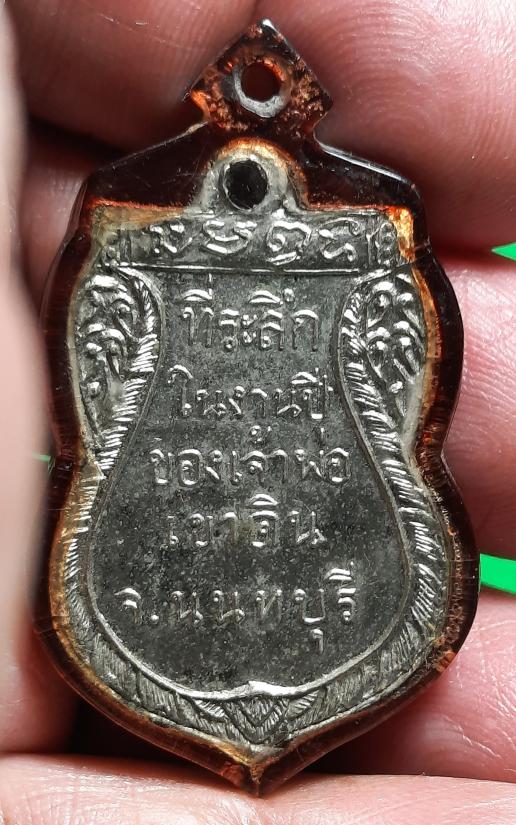 ที่ระลึก
ในงานปี
ของเจ้าพ่อ
เขาอิน
จ.นนทบุรี